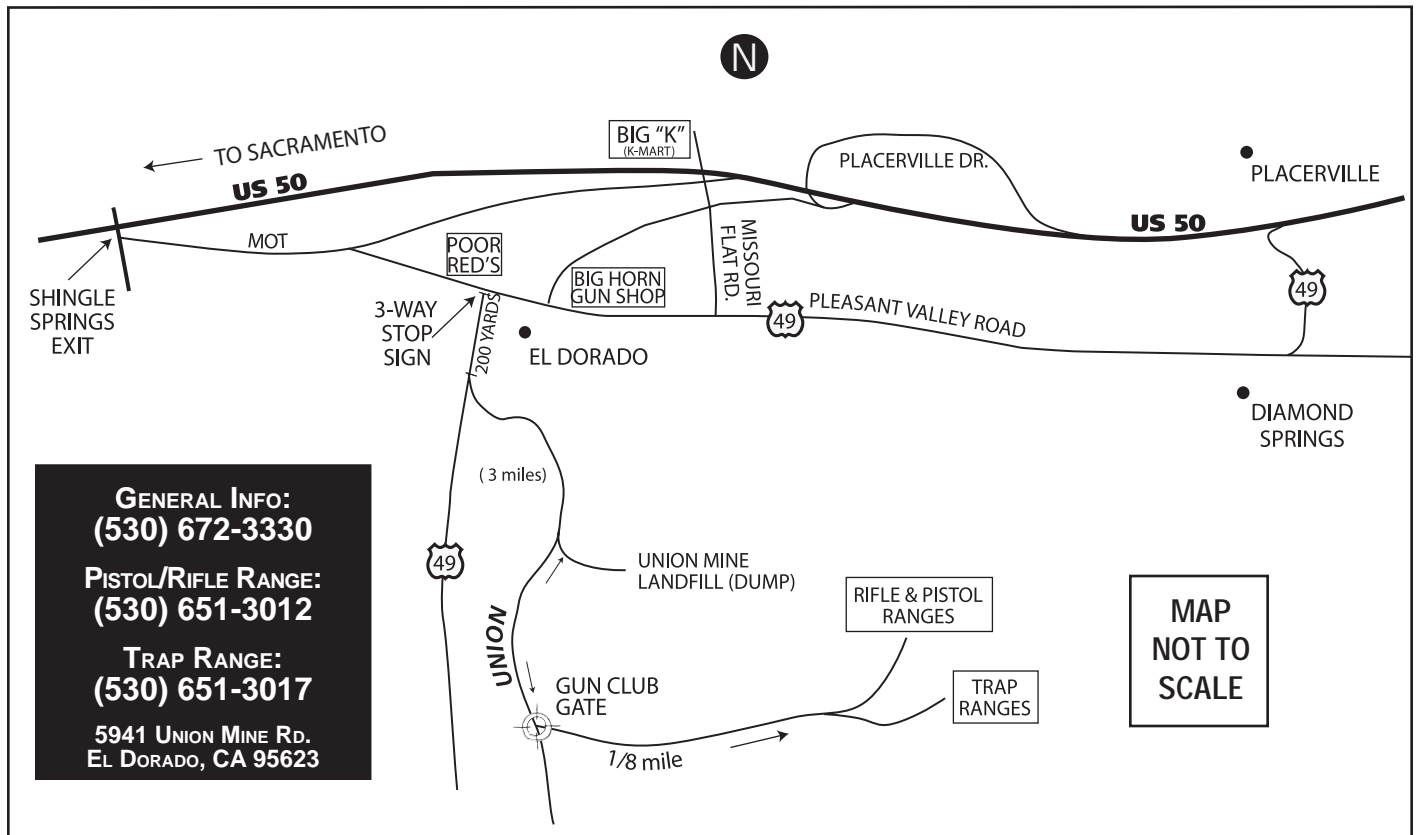 N
TO SACRAMENTO
US 50
BIG "K"
(K-MART)
PLACERVILLE DR.
PLACERVILLE
US 50
MOT
POOR
RED'S
MISSOURI
FLAT RD.
BIG HORN
GUN SHOP
SHINGLE
SPRINGS
EXIT
3-WAY
STOP
SIGN
200 YARDS
49
PLEASANT VALLEY ROAD
49
EL DORADO
DIAMOND
SPRINGS
(3 miles)
49
UNION MINE
LANDFILL (DUMP)
RIFLE & PISTOL
RANGES
UNION
GUN CLUB
GATE
TRAP
RANGES
1/8 mile
MAP
NOT TO
SCALE
GENERAL INFO:
(530) 672-3330
PISTOL/RIFLE RANGE:
(530) 651-3012
TRAP RANGE:
(530) 651-3017
5941 UNION MINE RD.
EL DORADO, CA 95623